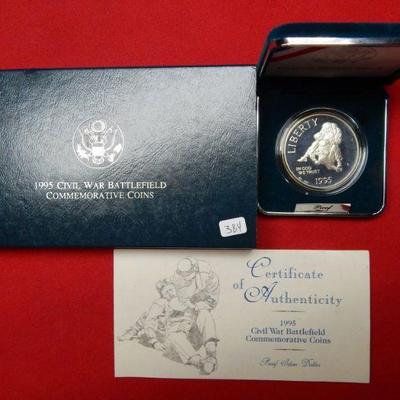 1995 CIVIL WAR BATTLEFIELD
COMMEMORATIVE COINS
384
LIBERTY
IN GOD
WE TRUST
1995
Proof
Certificate of
Authenticity
1995
Civil War Battlefield
Commemorative Coins
Proof Silver Dollar